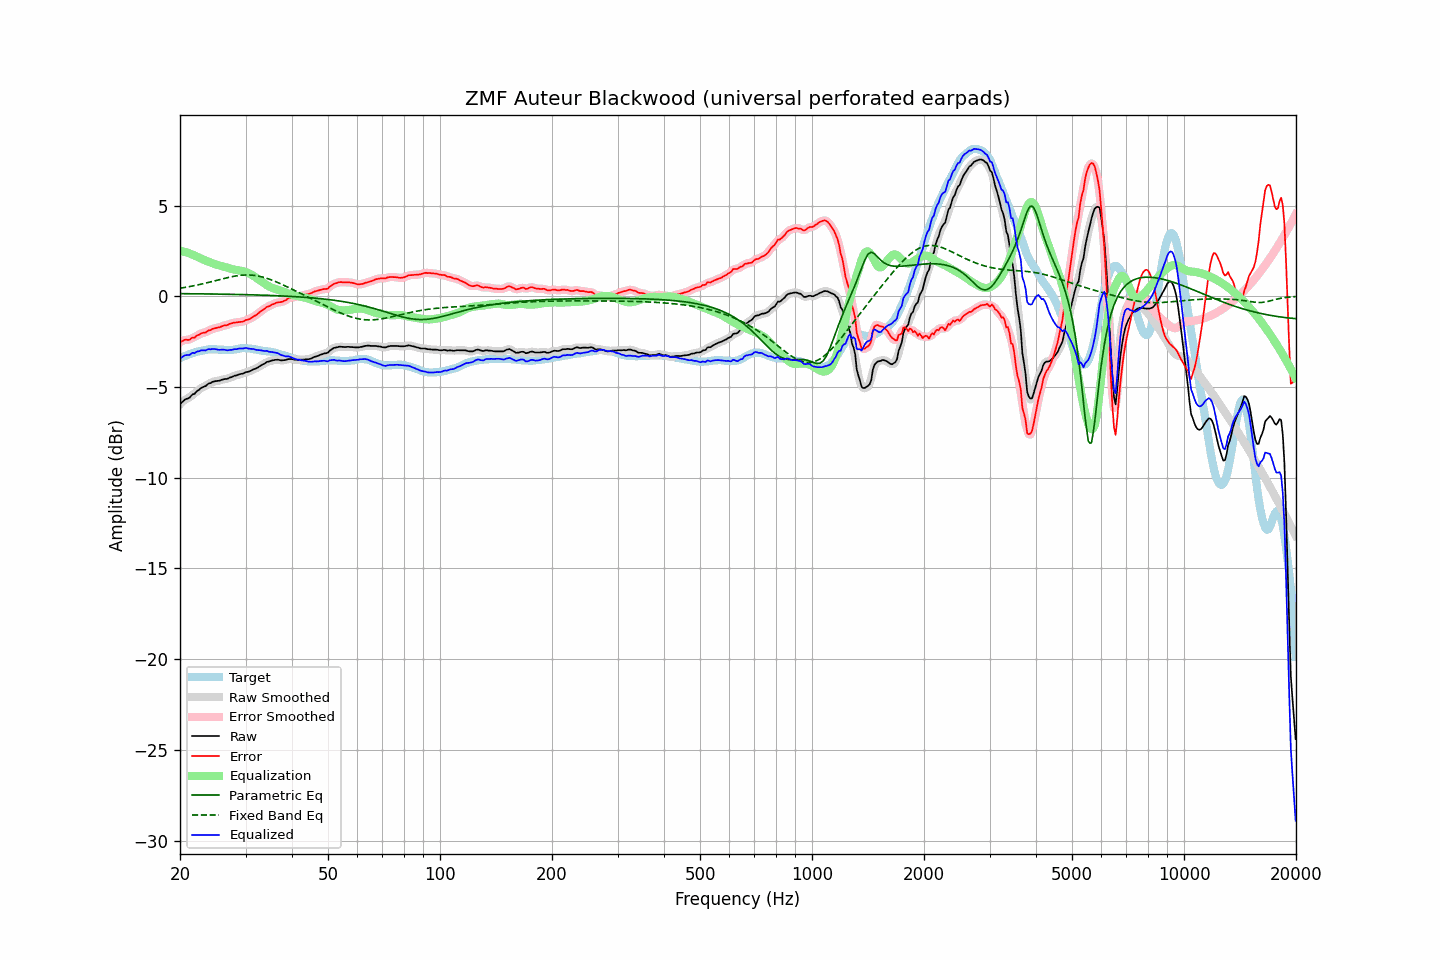 ZMF Auteur Blackwood (universal perforated earpads)
Amplitude (dBr)
5
0
−5
−10
−15
−20
−25
−30
Target
Raw Smoothed
Error Smoothed
Raw
Error
Equalization
Parametric Eq
Fixed Band Eq
Equalized
20 50 100 200 500 1000 2000 5000 10000 20000
Frequency (Hz)